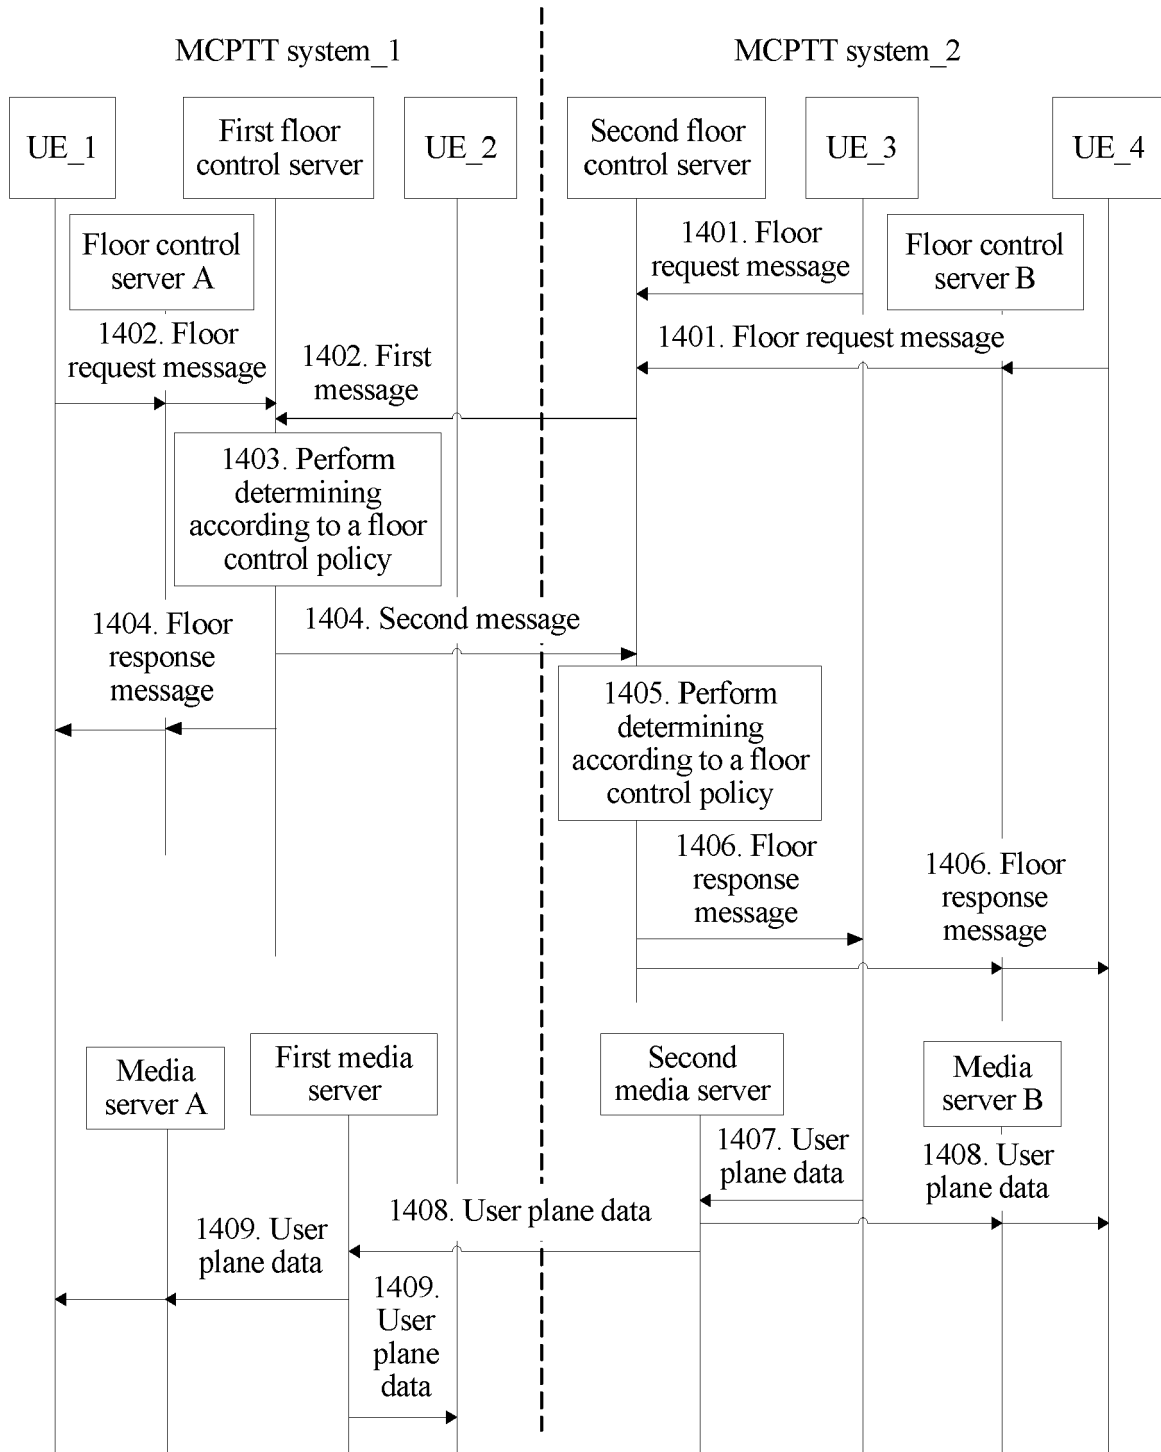 MCPTT system_1
MCPTT system_2
UE_1
First floor
control server
UE_2
Second floor
control server
UE_3
UE_4
Floor control
server A
1401. Floor
request message
Floor control
server B
1402. Floor
request message
1402. First
message
1401. Floor request message
1403. Perform
determining
according to a floor
control policy
1404. Floor
response
message
1404. Second message
1405. Perform
determining
according to a floor
control policy
1406. Floor
response
message
1406. Floor
response
message
Media
server A
First media
server
Second
media server
Media
server B
1407. User
plane data
1408. User
plane data
1408. User plane data
1409. User
plane data
1409.
User
plane
data